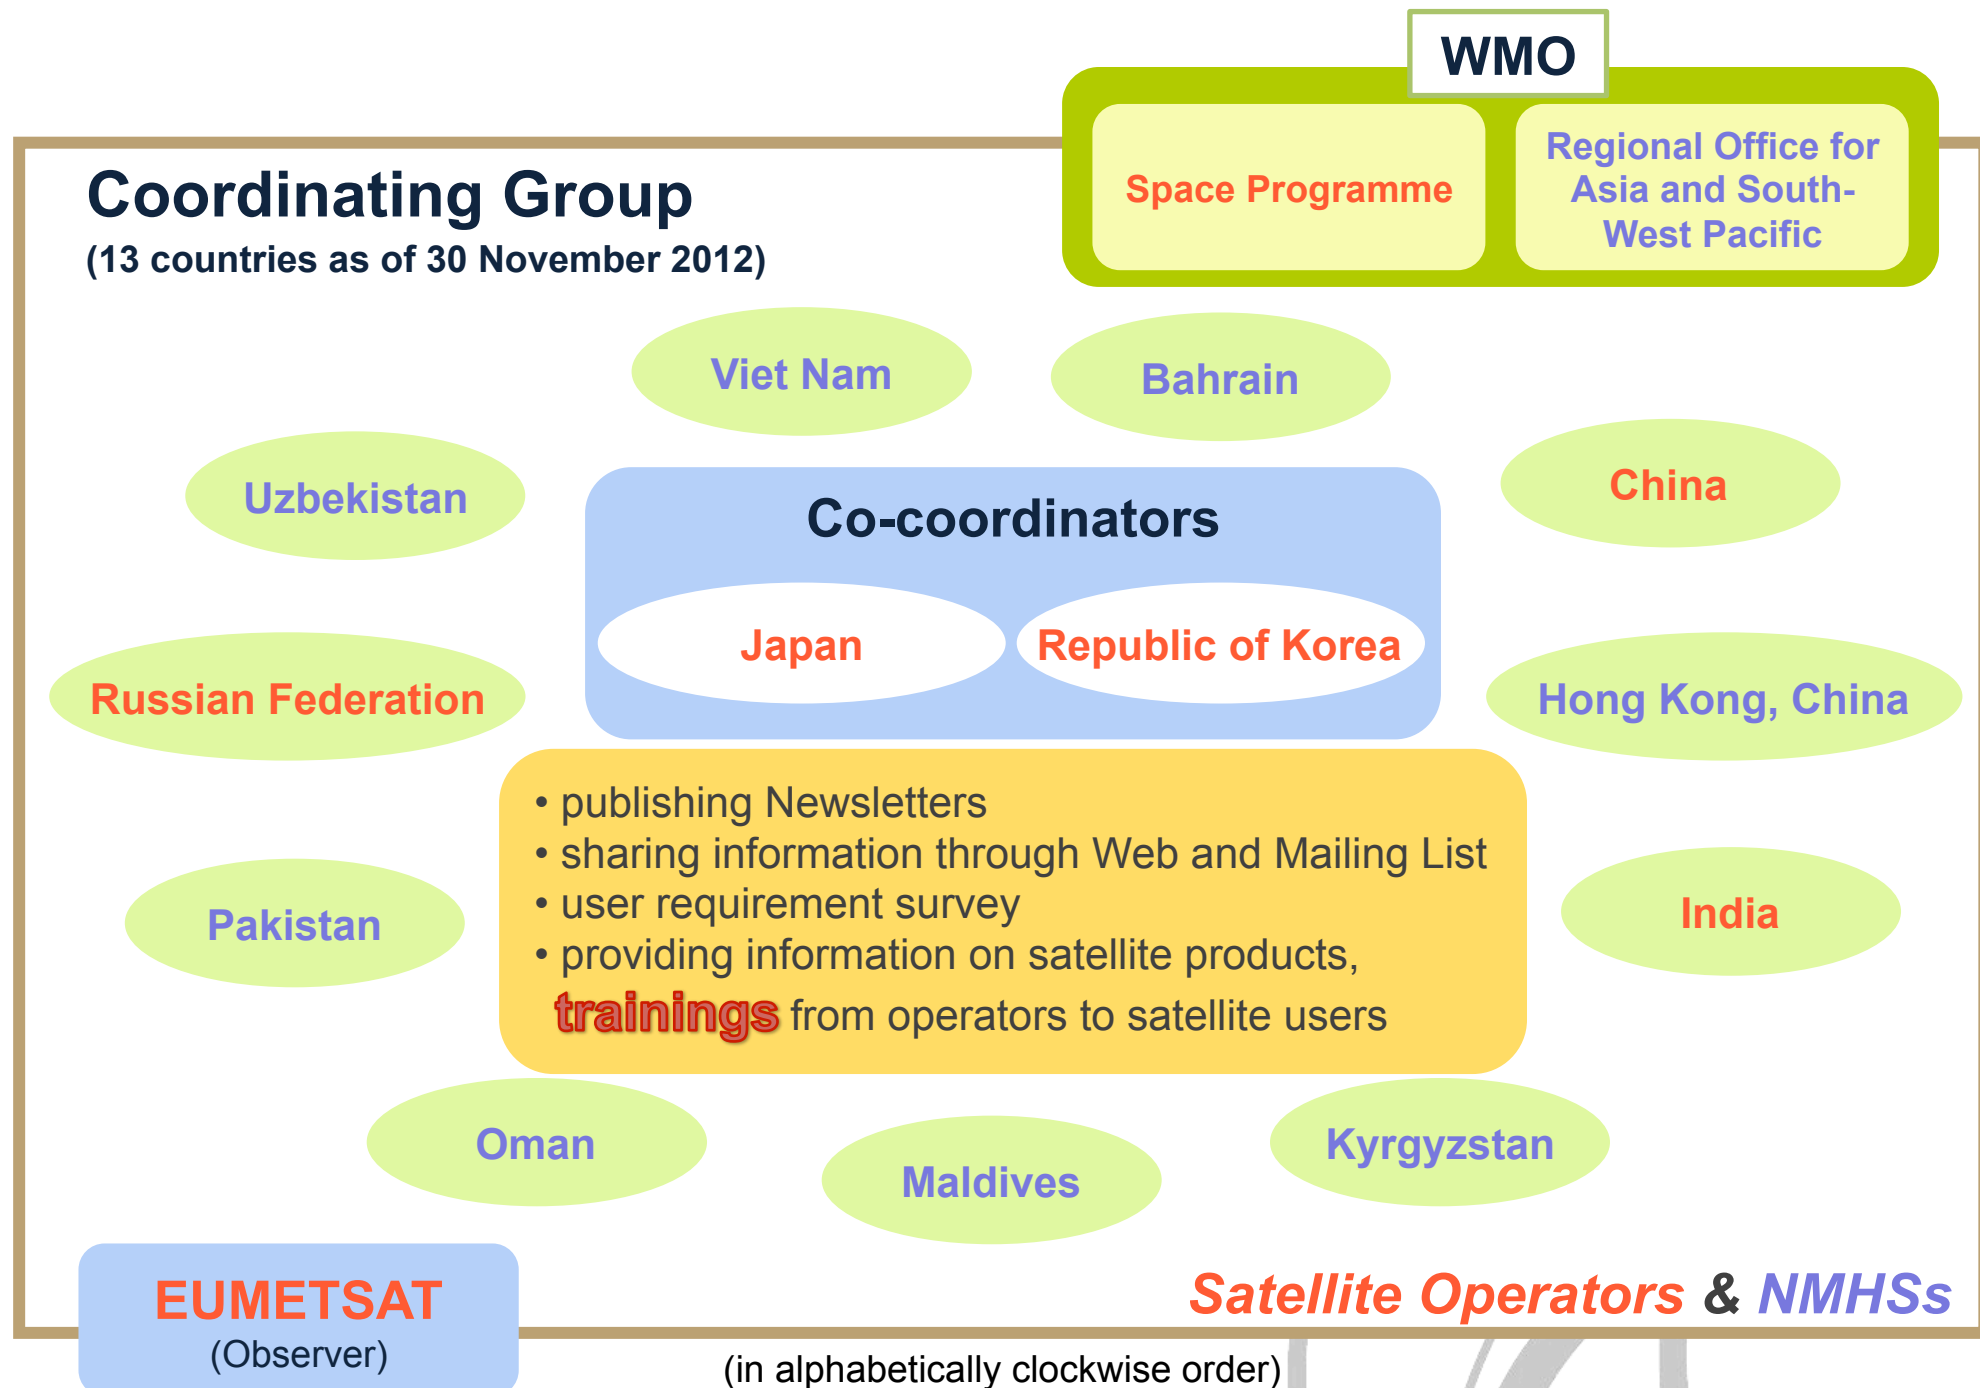 WMO
Space Programme
Regional Office for
Asia and South-
West Pacific
Coordinating Group
(13 countries as of 30 November 2012)
Viet Nam
Bahrain
Uzbekistan
China
Co-coordinators
Japan
Republic of Korea
Russian Federation
Hong Kong, China
• publishing Newsletters
• sharing information through Web and Mailing List
• user requirement survey
• providing information on satellite products,
trainings from operators to satellite users
Pakistan
India
Oman
Maldives
Kyrgyzstan
EUMETSAT
(Observer)
Satellite Operators & NMHSs
(in alphabetically clockwise order)